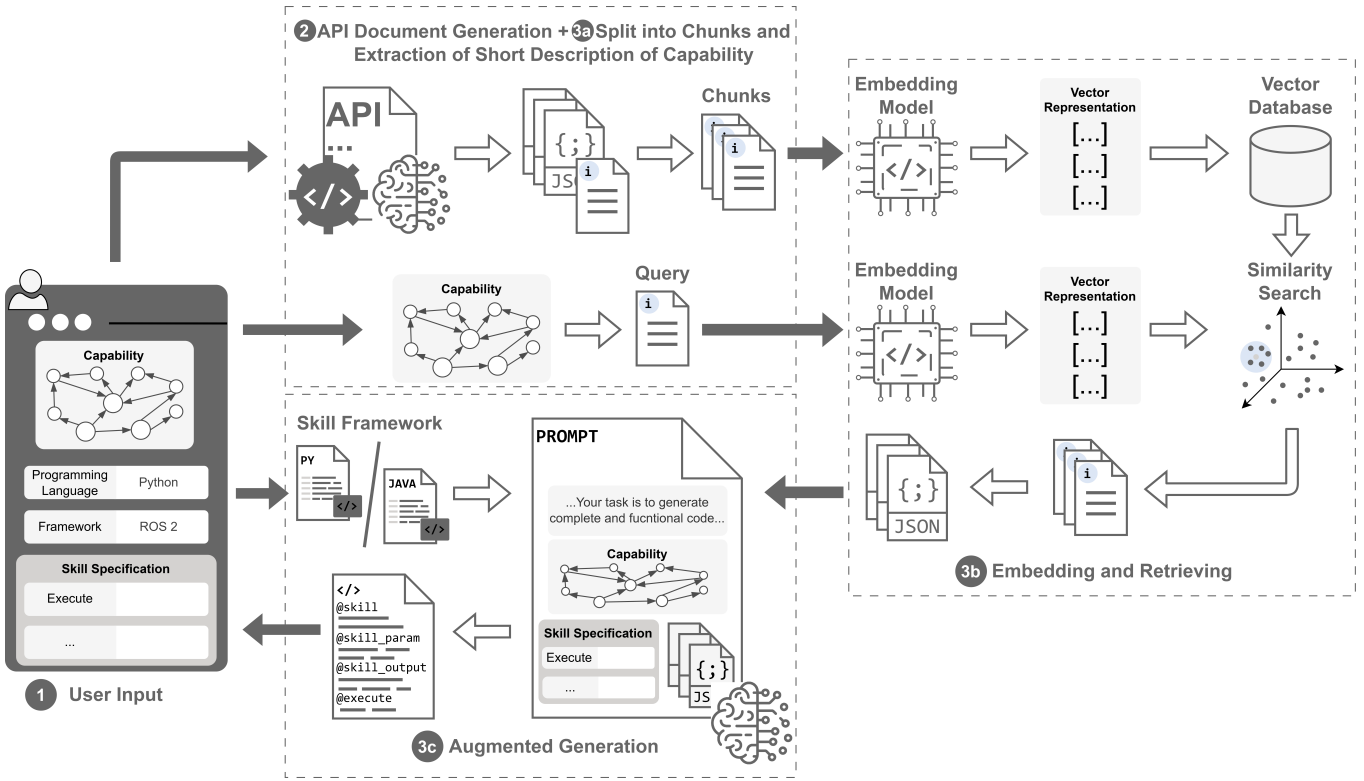 2 API Document Generation + 3a Split into Chunks and
Extraction of Short Description of Capability
API
...
</>
{;}
JSO
i
Chunks
i
i
i
Embedding
Model
</>
Vector
Representation
[...]
[...]
[...]
Vector
Database
Capability
Query
i
Embedding
Model
</>
Vector
Representation
[...]
[...]
[...]
Similarity
Search
Capability
Programming
Language
Python
Framework
ROS 2
Skill Specification
Execute
...
1 User Input
Skill Framework
PY
</>
JAVA
</>
PROMPT
...Your task is to generate
complete and fucntional code...
Capability
Skill Specification
Execute
...
{;}
JS
</>
@skill
@skill_param
@skill_output
@execute
3c Augmented Generation
{;}
JSON
i
i
i
3b Embedding and Retrieving